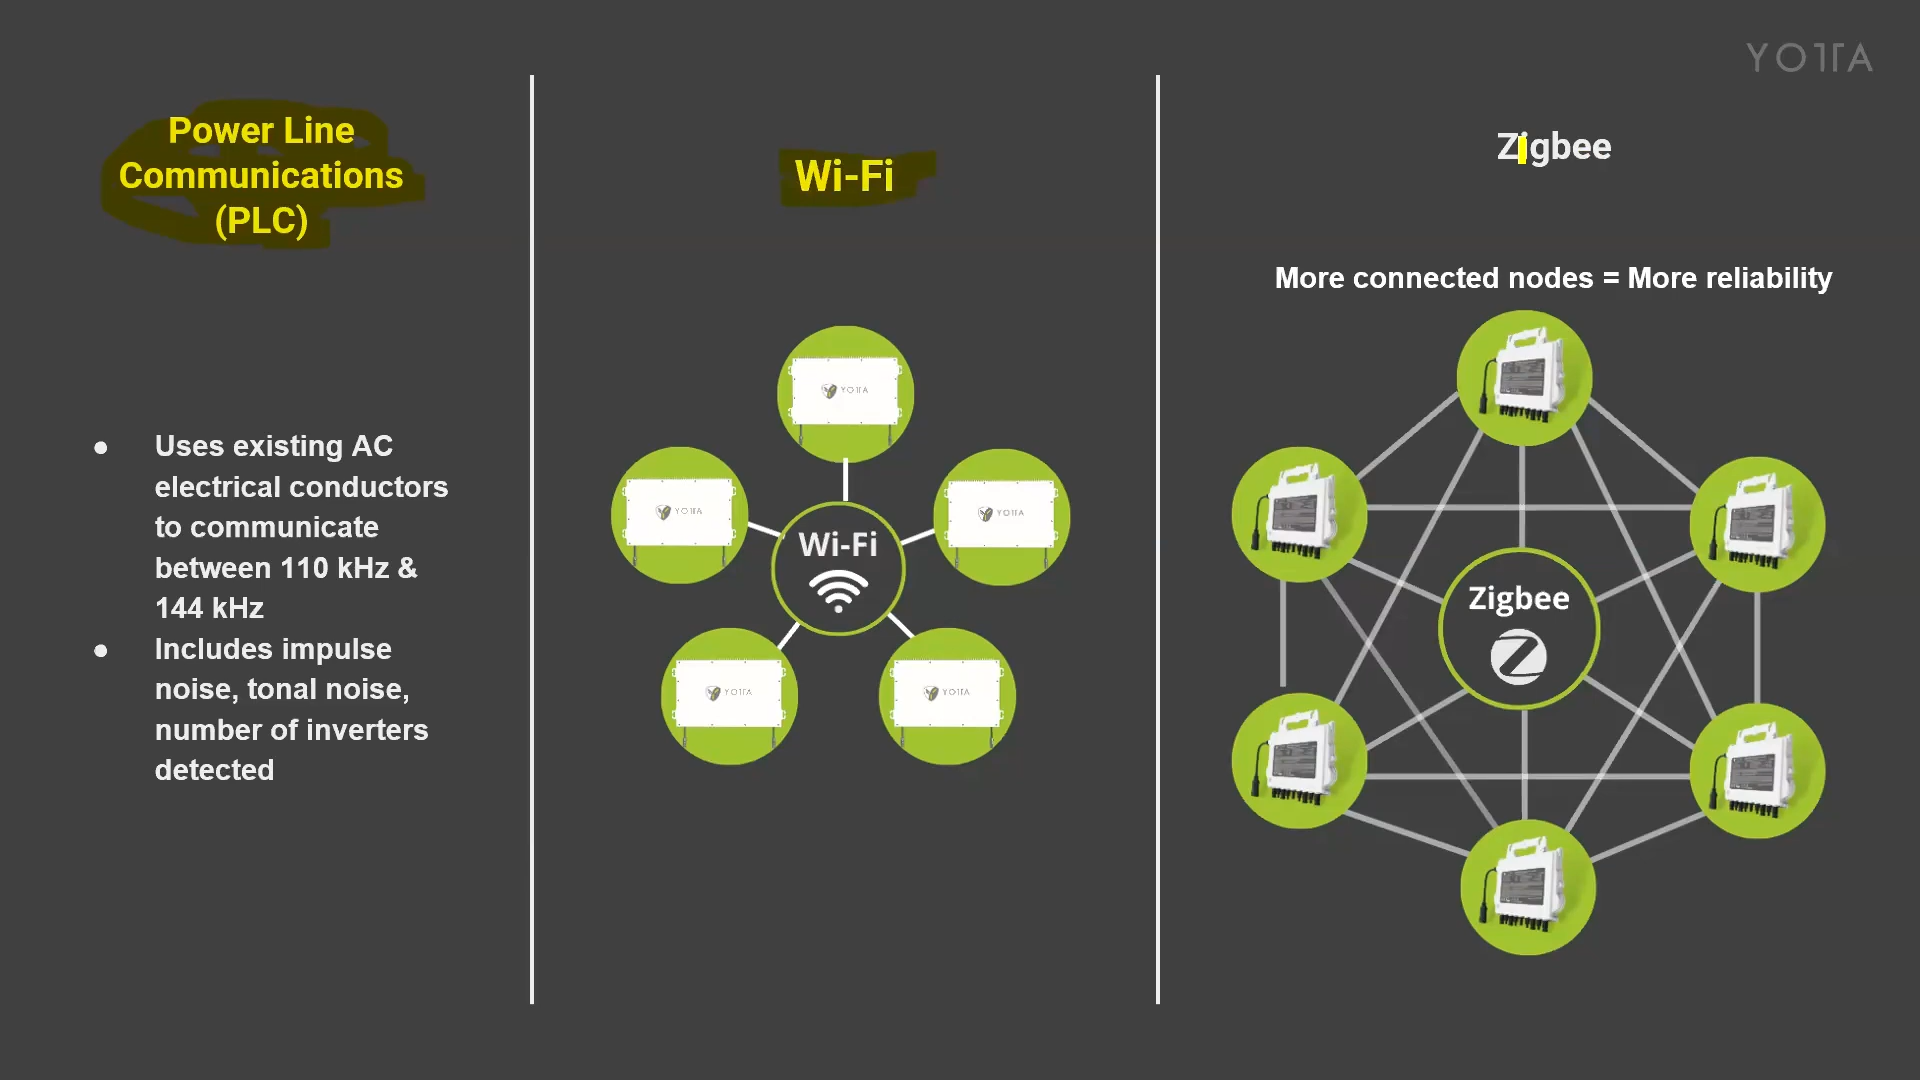 YOTTA
Power Line
Communications
(PLC)
● Uses existing AC
electrical conductors
to communicate
between 110 kHz &
144 kHz
● Includes impulse
noise, tonal noise,
number of inverters
detected
Wi-Fi
YOTTA
YOTTA
YOTTA
Wi-Fi
YOTTA
YOTTA
Zigbee
More connected nodes = More reliability
Zigbee